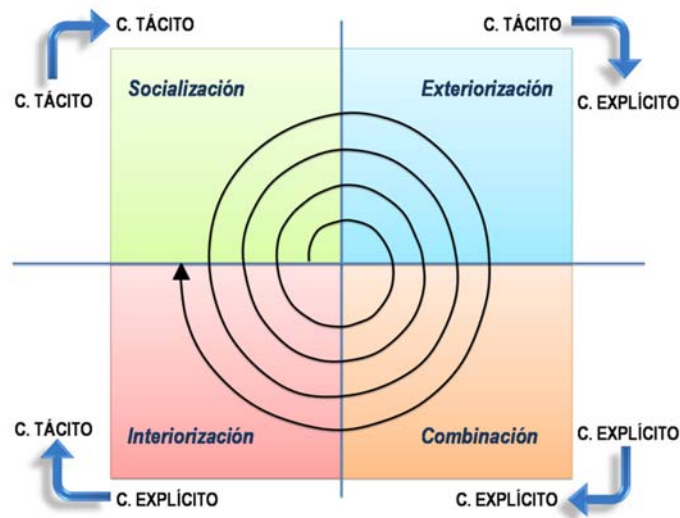 C. TÁCITO
C. TÁCITO
C. TÁCITO
C. EXPLÍCITO
Socialización
Exteriorización
Interiorización
Combinación
C. TÁCITO
C. EXPLÍCITO
C. EXPLÍCITO
C. EXPLÍCITO